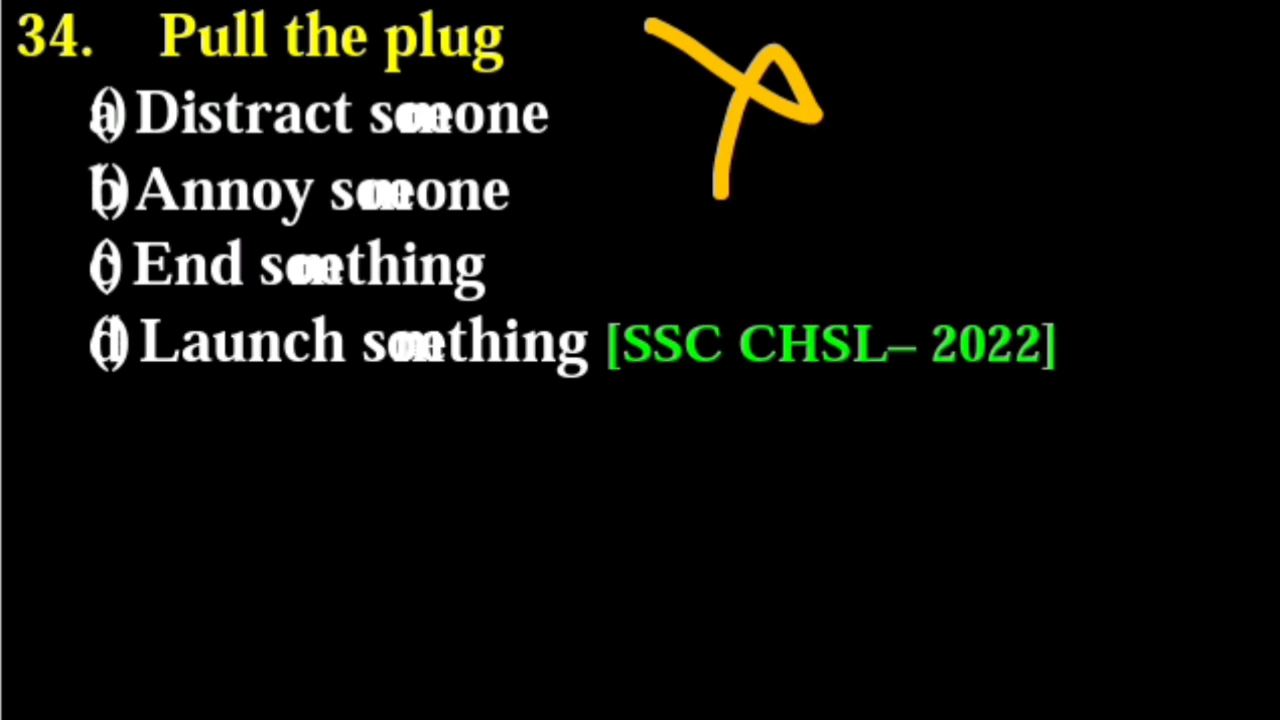 34. Pull the plug
(a) Distract someone
(b) Annoy someone
(c) End something
(d) Launch something [SSC CHSL– 2022]